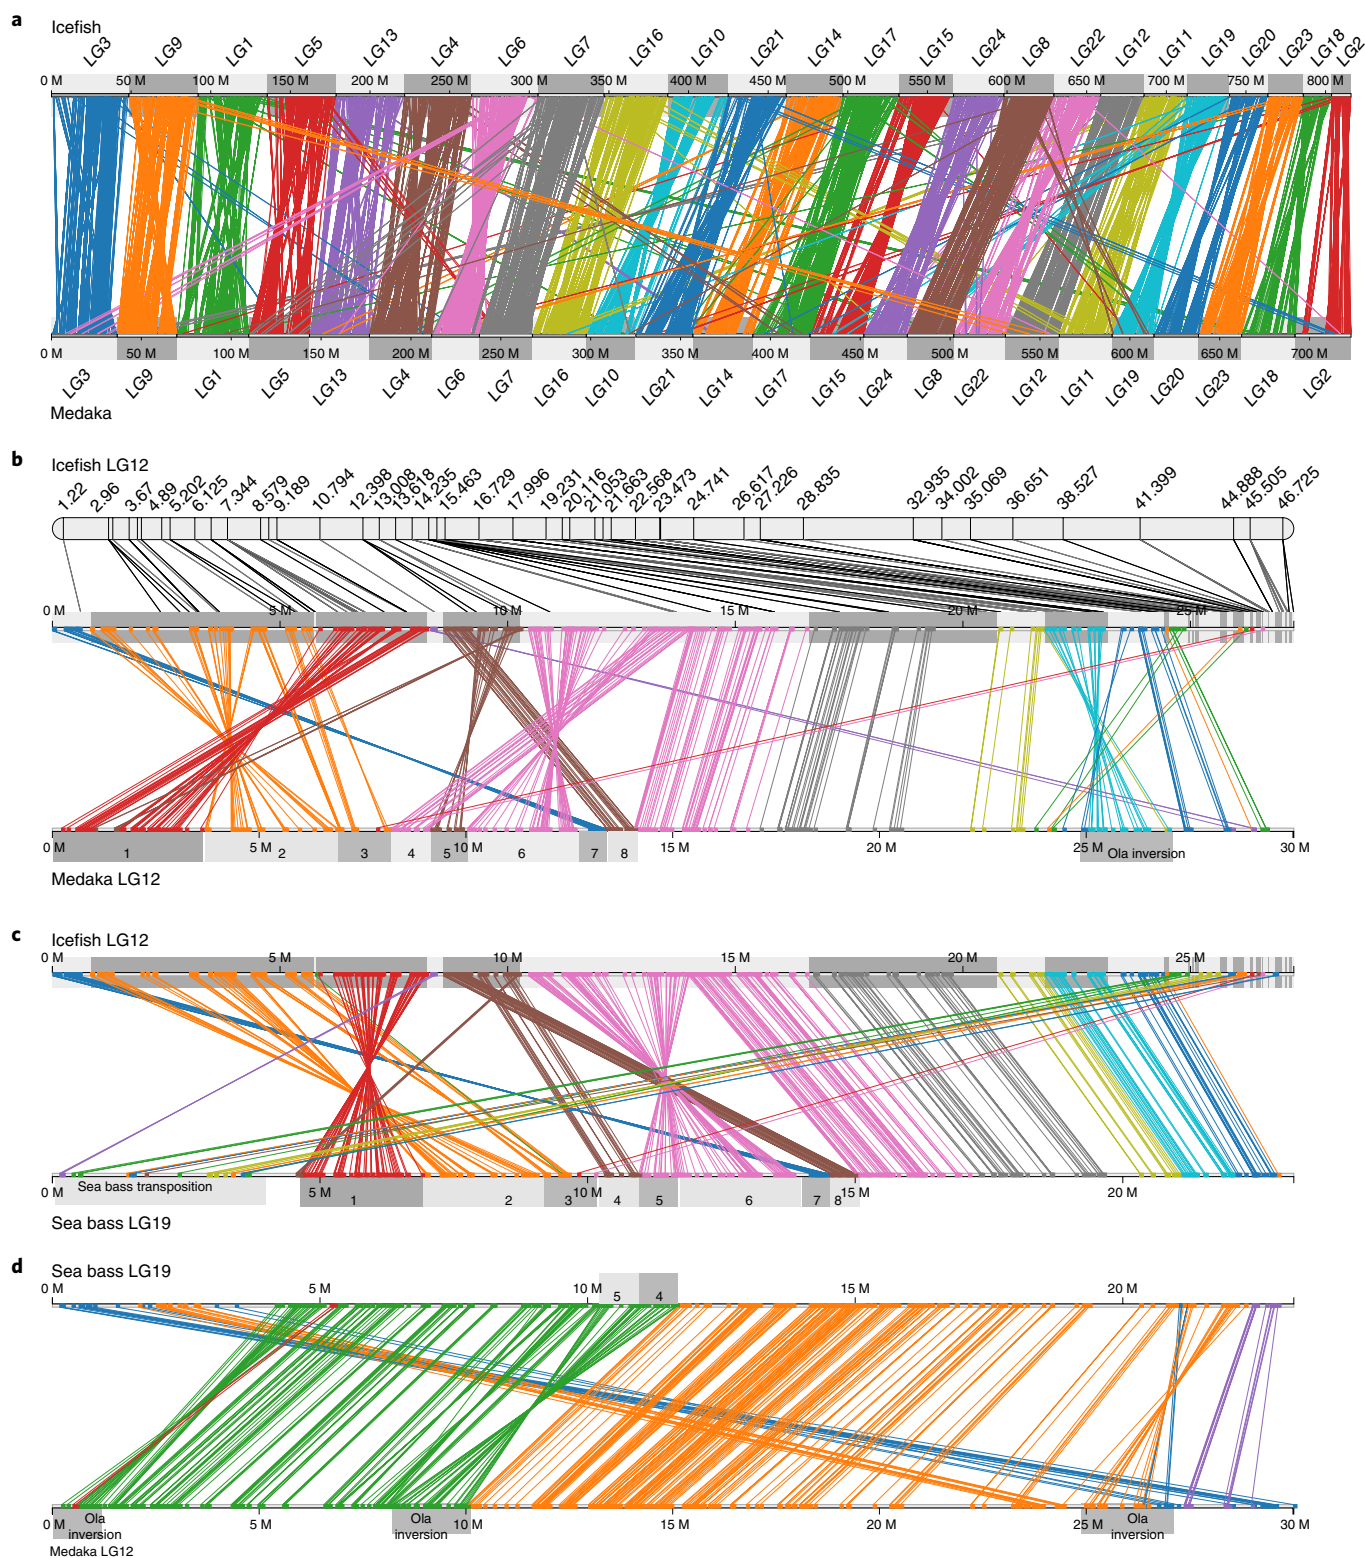 a
Icefish
LG3 LG9 LG1 LG5 LG13 LG4 LG6 LG7 LG16 LG10 LG21 LG14 LG17 LG15 LG24 LG8 LG22 LG12 LG11 LG19 LG20 LG23 LG18 LG2
0 M 50 M 100 M 150 M 200 M 250 M 300 M 350 M 400 M 450 M 500 M 550 M 600 M 650 M 700 M 750 M 800 M
0 M 50 M 100 M 150 M 200 M 250 M 300 M 350 M 400 M 450 M 500 M 550 M 600 M 650 M 700 M
LG3 LG9 LG1 LG5 LG13 LG4 LG6 LG7 LG16 LG10 LG21 LG14 LG17 LG15 LG24 LG8 LG22 LG12 LG11 LG19 LG20 LG23 LG18 LG2
Medaka
b
Icefish LG12
1.22 2.96 3.67 4.89 5.202 6.125 7.344 8.579 9.189 10.794 12.398 13.008 13.618 14.235 15.463 16.729 17.996 19.231 20.116 21.053 21.663 22.568 23.473 24.741 26.617 27.226 28.835 32.935 34.002 35.069 36.651 38.527 41.399 44.888 45.505 46.725
0 M 5 M 10 M 15 M 20 M 25 M
0 M 5 M 10 M 15 M 20 M 25 M 30 M
1 2 3 4 5 6 7 8 Ola inversion
Medaka LG12
c
Icefish LG12
0 M 5 M 10 M 15 M 20 M 25 M
Sea bass transposition
0 M 5 M 10 M 15 M 20 M
1 2 3 4 5 6 7 8
Sea bass LG19
d
Sea bass LG19
0 M 5 M 10 M 15 M 20 M
5 4
0 M 5 M 10 M 15 M 20 M 25 M 30 M
Ola inversion Ola inversion Ola inversion
Medaka LG12